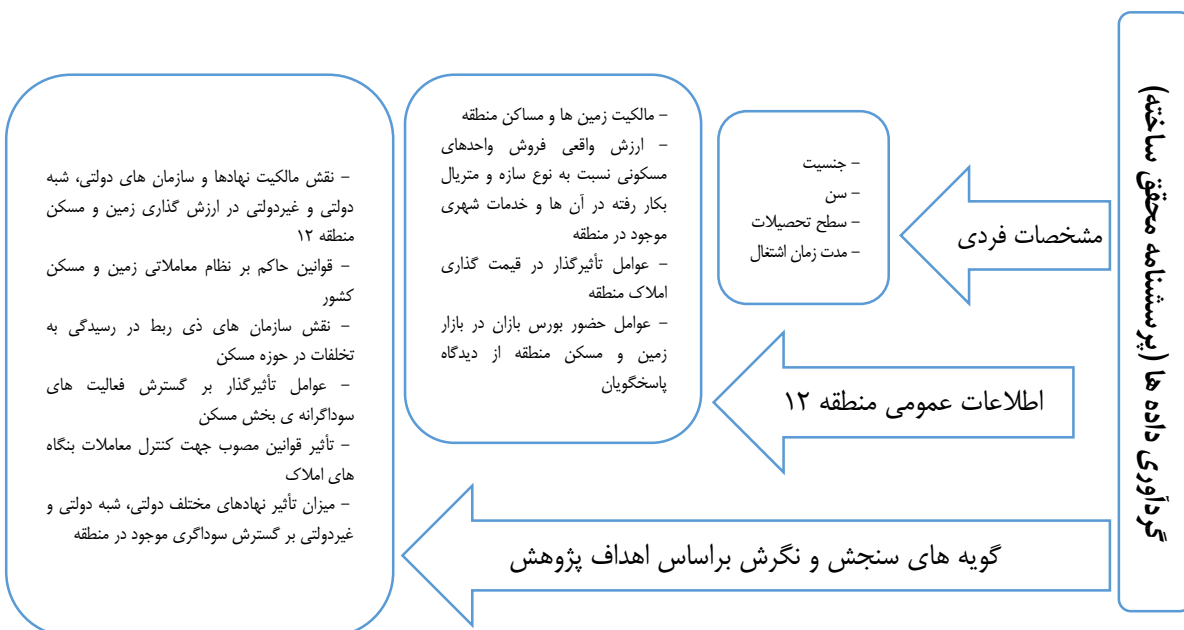 گردآوری داده ها (پرسشنامه محقق ساخته)
مشخصات فردی
- جنسیت
- سن
- سطح تحصیلات
- مدت زمان اشتغال
اطلاعات عمومی منطقه ۱۲
- مالکیت زمین ها و مساکن منطقه
- ارزش واقعی فروش واحدهای
مسکونی نسبت به نوع سازه و متریال
بکار رفته در آن ها و خدمات شهری
موجود در منطقه
- عوامل تأثیرگذار در قیمت گذاری
املاک منطقه
- عوامل حضور بورس بازان در بازار
زمین و مسکن منطقه از دیدگاه
پاسخگویان
گویه های سنجش و نگرش براساس اهداف پژوهش
- نقش مالکیت نهادها و سازمان های دولتی، شبه
دولتی و غیردولتی در ارزش گذاری زمین و مسکن
منطقه ۱۲
- قوانین حاکم بر نظام معاملاتی زمین و مسکن
کشور
- نقش سازمان های ذی ربط در رسیدگی به
تخلفات در حوزه مسکن
- عوامل تأثیرگذار بر گسترش فعالیت های
سوداگرانه ی بخش مسکن
- تأثیر قوانین مصوب جهت کنترل معاملات بنگاه
های املاک
- میزان تأثیر نهادهای مختلف دولتی، شبه دولتی و
غیردولتی بر گسترش سوداگری موجود در منطقه